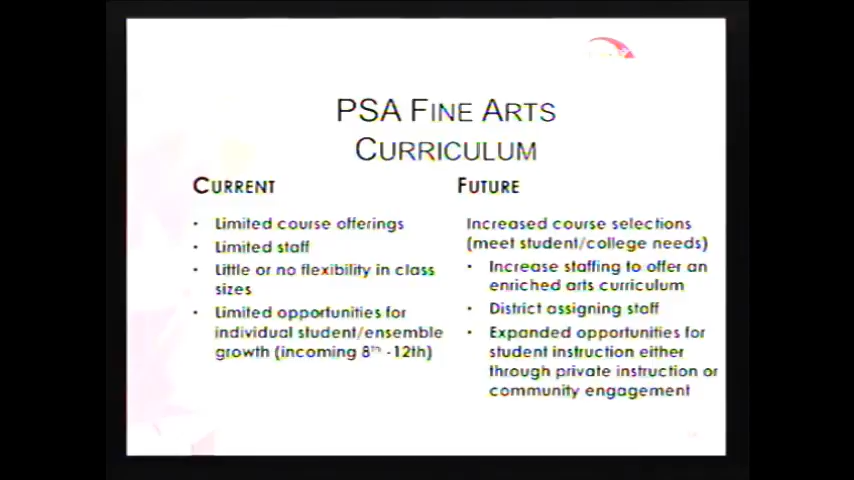 PSA FINE ARTS
CURRICULUM
CURRENT
• Limited course offerings
• Limited staff
• Little or no flexibility in class
sizes
• Limited opportunities for
individual student/ensemble
growth (incoming 8th -12th)
FUTURE
Increased course selections
(meet student/college needs)
• Increase staffing to offer an
enriched arts curriculum
• District assigning staff
• Expanded opportunities for
student instruction either
through private instruction or
community engagement